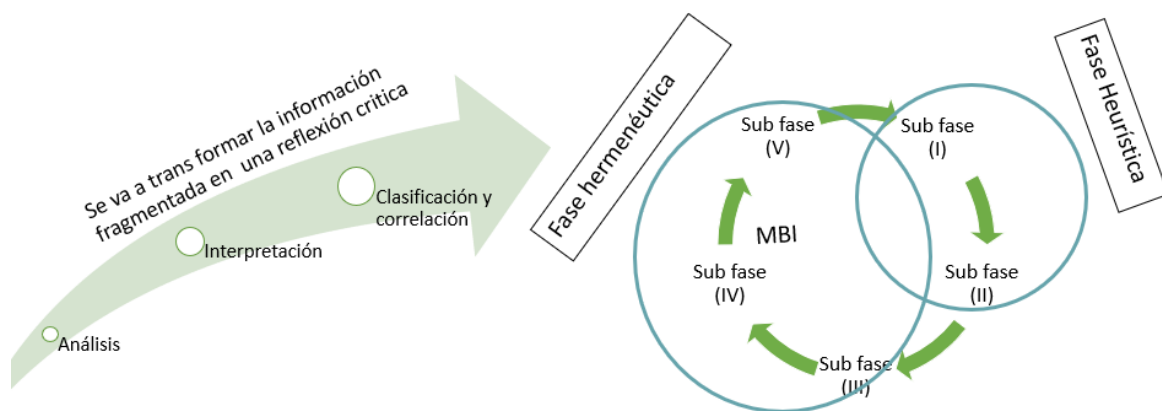 Se va a trans formar la información
fragmentada en una reflexión critica
Análisis
Interpretación
Clasificación y
correlación
Fase hermenéutica
Fase Heurística
Sub fase
(V)
Sub fase
(I)
MBI
Sub fase
(IV)
Sub fase
(II)
Sub fase
(III)